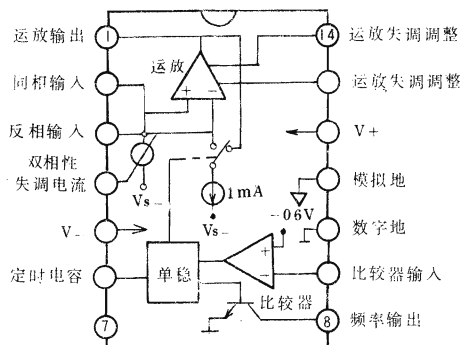 运放输出 1 14 运放失调调整
运放
同相输入 + − 运放失调调整
反相输入 V+
双相性
失调电流 Vs− 1mA 模拟地
-06V
V- Vs− 数字地
定时电容 单稳 + − 比较器输入
比较器
7 8 频率输出